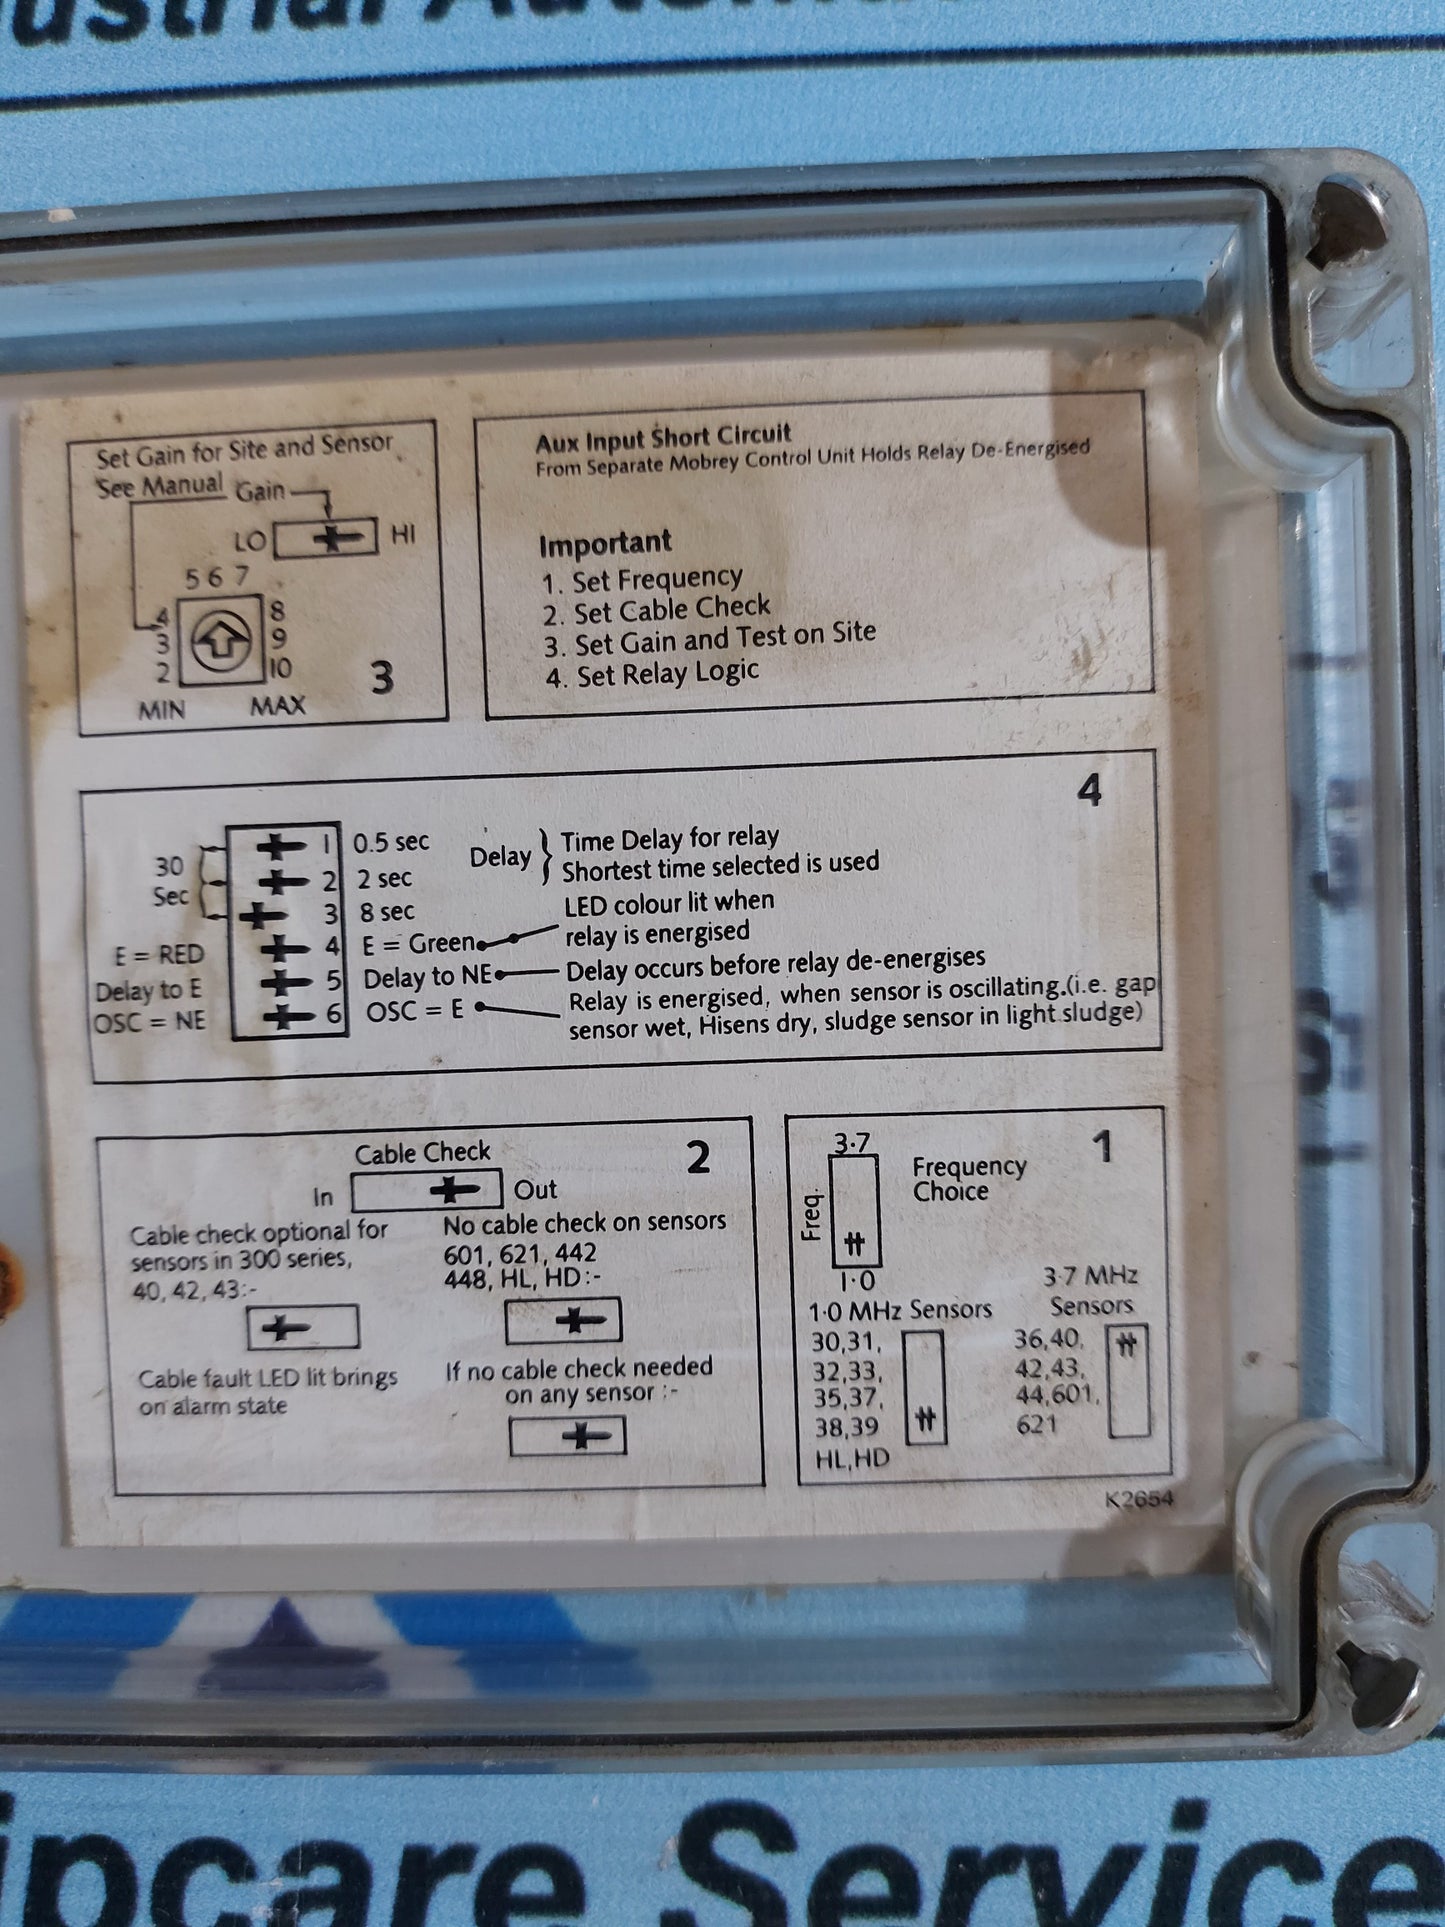 Set Gain for Site and Sensor
See Manual Gain
LO HI
5 6 7
4 8
3 9
2 10
MIN MAX
3
Aux Input Short Circuit
From Separate Mobrey Control Unit Holds Relay De-Energised
Important
1. Set Frequency
2. Set Cable Check
3. Set Gain and Test on Site
4. Set Relay Logic
4
30
Sec
E = RED
Delay to E
OSC = NE
1 0.5 sec
2 2 sec
3 8 sec
4 E = Green
5 Delay to NE
6 OSC = E
Delay } Time Delay for relay
Shortest time selected is used
LED colour lit when
relay is energised
Delay occurs before relay de-energises
Relay is energised, when sensor is oscillating.(i.e. gap
sensor wet, Hisens dry, sludge sensor in light sludge)
Cable Check
2
In Out
Cable check optional for
sensors in 300 series,
40, 42, 43:-
Cable fault LED lit brings
on alarm state
No cable check on sensors
601, 621, 442
448, HL, HD:-
If no cable check needed
on any sensor :-
1
3·7
Freq.
1·0
Frequency
Choice
1·0 MHz Sensors
30,31,
32,33,
35,37,
38,39
HL,HD
3·7 MHz
Sensors
36,40,
42,43,
44,601,
621
K2654
Service